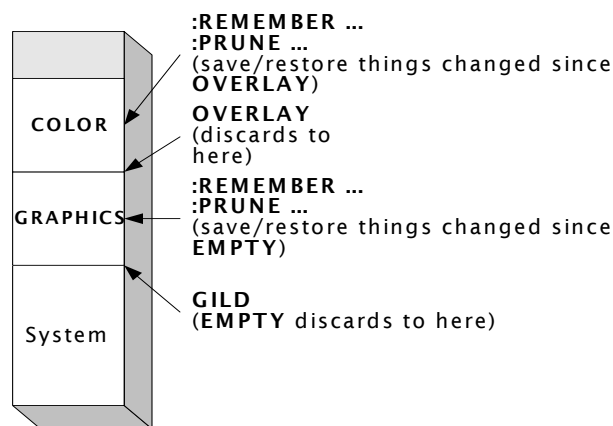 :REMEMBER ...
:PRUNE ...
(save/restore things changed since
OVERLAY)
COLOR
OVERLAY
(discards to
here)
:REMEMBER ...
:PRUNE ...
(save/restore things changed since
EMPTY)
GRAPHICS
GILD
(EMPTY discards to here)
System